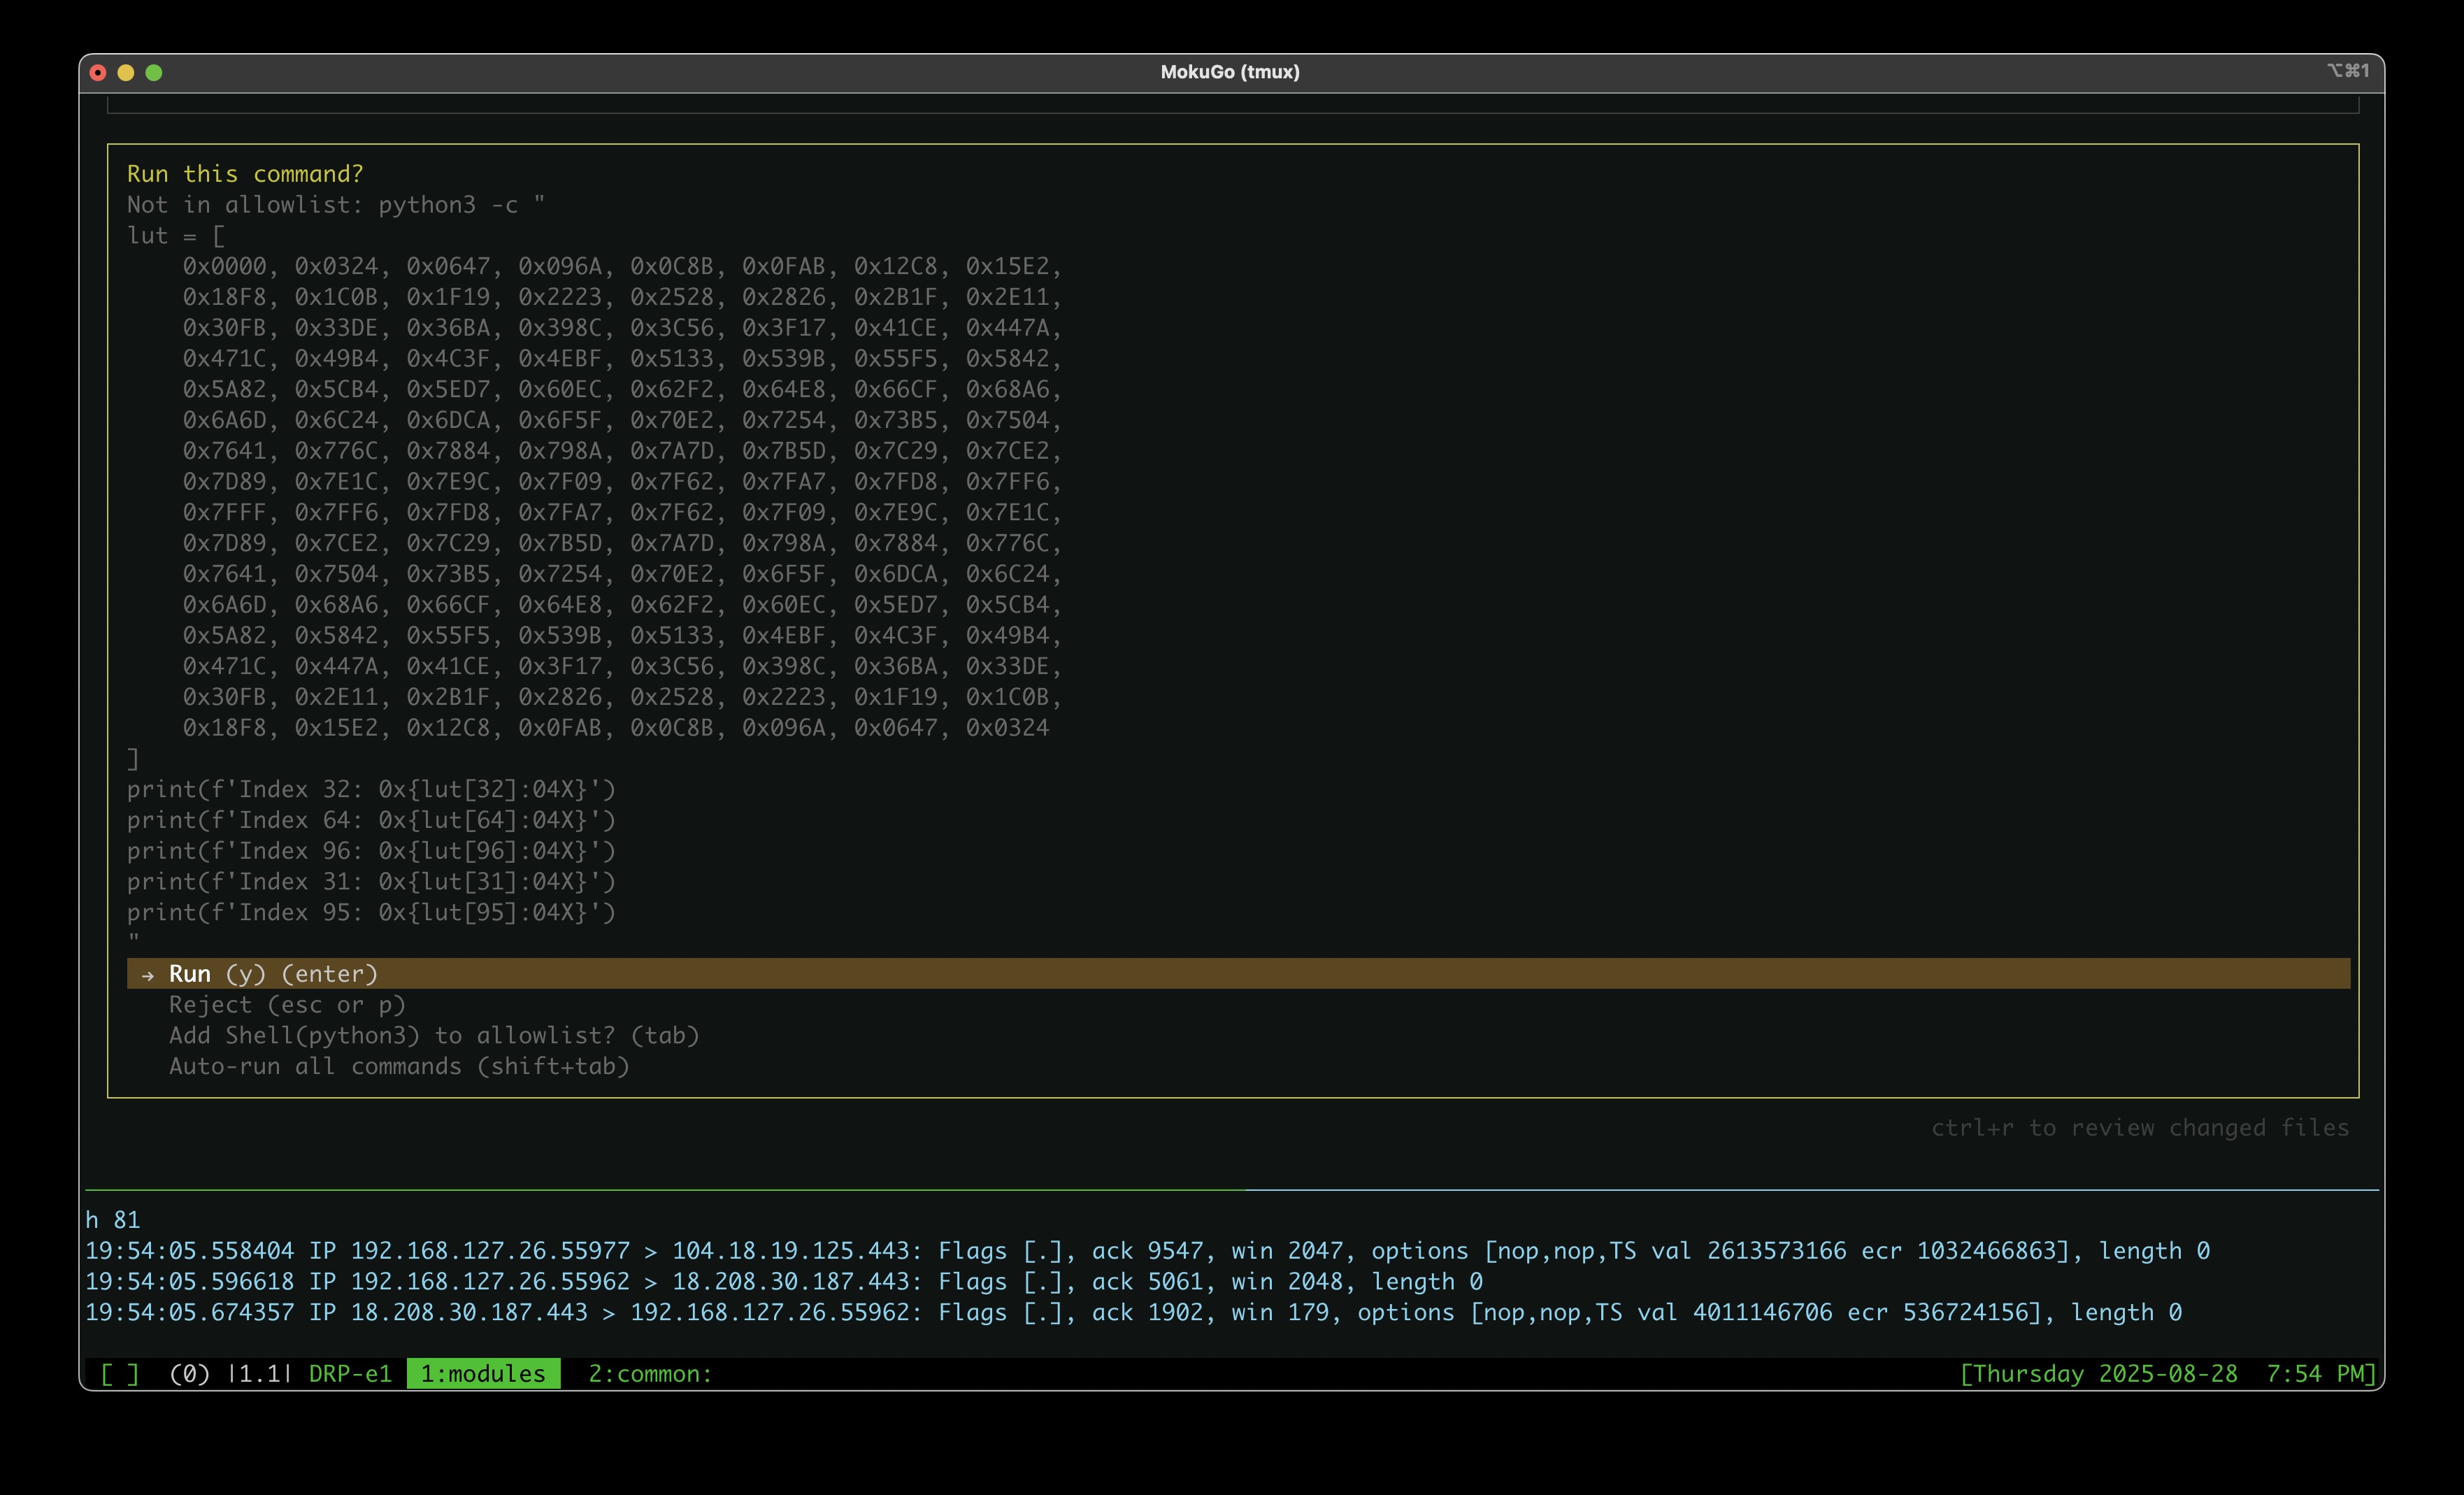 MokuGo (tmux)
⌥⌘1
Run this command?
Not in allowlist: python3 -c "
lut = [
    0x0000, 0x0324, 0x0647, 0x096A, 0x0C8B, 0x0FAB, 0x12C8, 0x15E2,
    0x18F8, 0x1C0B, 0x1F19, 0x2223, 0x2528, 0x2826, 0x2B1F, 0x2E11,
    0x30FB, 0x33DE, 0x36BA, 0x398C, 0x3C56, 0x3F17, 0x41CE, 0x447A,
    0x471C, 0x49B4, 0x4C3F, 0x4EBF, 0x5133, 0x539B, 0x55F5, 0x5842,
    0x5A82, 0x5CB4, 0x5ED7, 0x60EC, 0x62F2, 0x64E8, 0x66CF, 0x68A6,
    0x6A6D, 0x6C24, 0x6DCA, 0x6F5F, 0x70E2, 0x7254, 0x73B5, 0x7504,
    0x7641, 0x776C, 0x7884, 0x798A, 0x7A7D, 0x7B5D, 0x7C29, 0x7CE2,
    0x7D89, 0x7E1C, 0x7E9C, 0x7F09, 0x7F62, 0x7FA7, 0x7FD8, 0x7FF6,
    0x7FFF, 0x7FF6, 0x7FD8, 0x7FA7, 0x7F62, 0x7F09, 0x7E9C, 0x7E1C,
    0x7D89, 0x7CE2, 0x7C29, 0x7B5D, 0x7A7D, 0x798A, 0x7884, 0x776C,
    0x7641, 0x7504, 0x73B5, 0x7254, 0x70E2, 0x6F5F, 0x6DCA, 0x6C24,
    0x6A6D, 0x68A6, 0x66CF, 0x64E8, 0x62F2, 0x60EC, 0x5ED7, 0x5CB4,
    0x5A82, 0x5842, 0x55F5, 0x539B, 0x5133, 0x4EBF, 0x4C3F, 0x49B4,
    0x471C, 0x447A, 0x41CE, 0x3F17, 0x3C56, 0x398C, 0x36BA, 0x33DE,
    0x30FB, 0x2E11, 0x2B1F, 0x2826, 0x2528, 0x2223, 0x1F19, 0x1C0B,
    0x18F8, 0x15E2, 0x12C8, 0x0FAB, 0x0C8B, 0x096A, 0x0647, 0x0324
]
print(f'Index 32: 0x{lut[32]:04X}')
print(f'Index 64: 0x{lut[64]:04X}')
print(f'Index 96: 0x{lut[96]:04X}')
print(f'Index 31: 0x{lut[31]:04X}')
print(f'Index 95: 0x{lut[95]:04X}')
"
→ Run (y) (enter)
Reject (esc or p)
Add Shell(python3) to allowlist? (tab)
Auto-run all commands (shift+tab)
ctrl+r to review changed files
h 81
19:54:05.558404 IP 192.168.127.26.55977 > 104.18.19.125.443: Flags [.], ack 9547, win 2047, options [nop,nop,TS val 2613573166 ecr 1032466863], length 0
19:54:05.596618 IP 192.168.127.26.55962 > 18.208.30.187.443: Flags [.], ack 5061, win 2048, length 0
19:54:05.674357 IP 18.208.30.187.443 > 192.168.127.26.55962: Flags [.], ack 1902, win 179, options [nop,nop,TS val 4011146706 ecr 536724156], length 0
[ ]  (0) |1.1| DRP-e1  1:modules  2:common:  [Thursday 2025-08-28  7:54 PM]